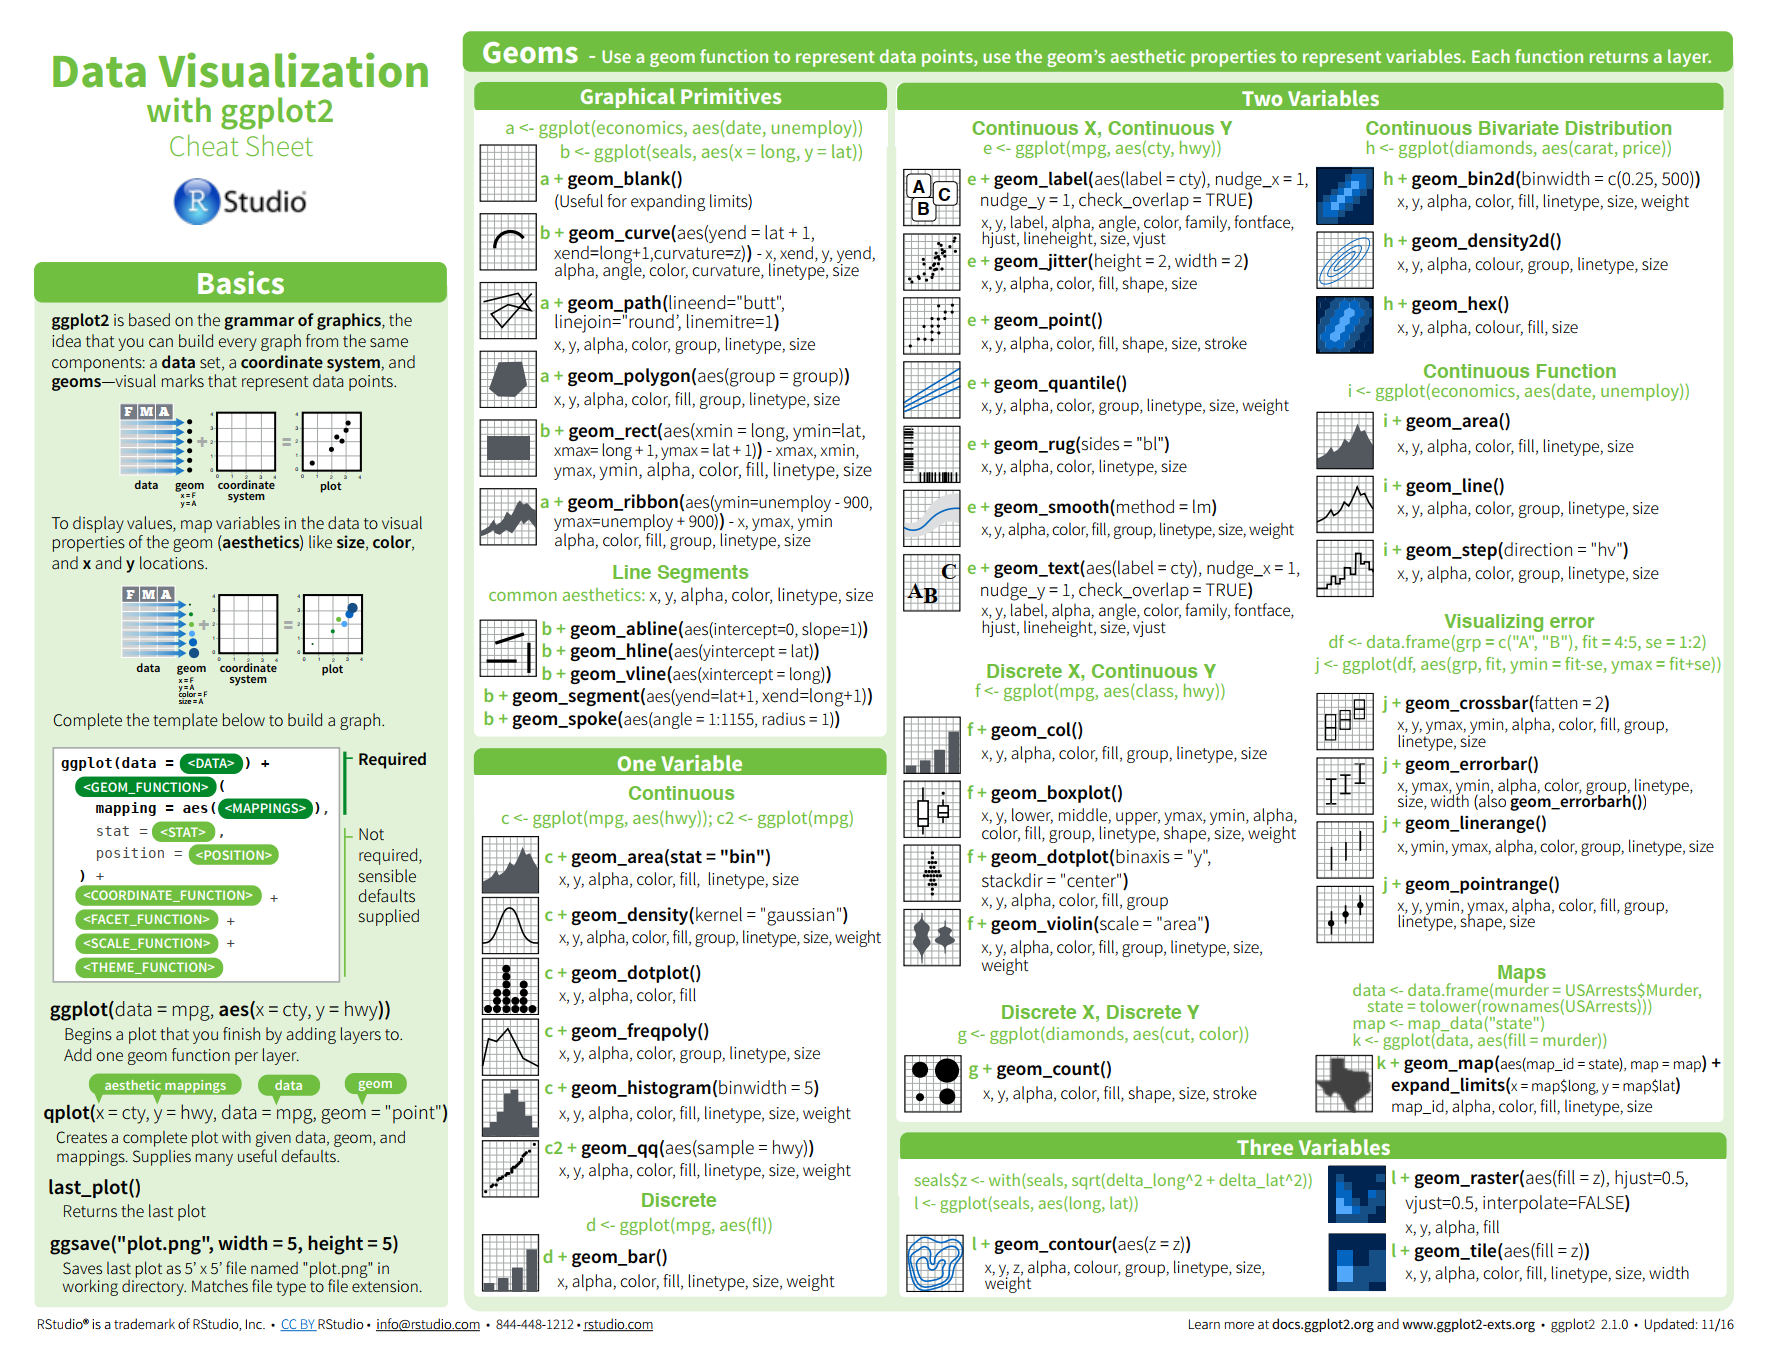 Data Visualization
with ggplot2
Cheat Sheet
R Studio
Basics
ggplot2 is based on the grammar of graphics, the
idea that you can build every graph from the same
components: a data set, a coordinate system, and
geoms—visual marks that represent data points.
F M A
data
geom
x = F
y = A
coordinate
system
plot
To display values, map variables in the data to visual
properties of the geom (aesthetics) like size, color,
and x and y locations.
F M A
data
geom
x = F
y = A
color = F
size = A
coordinate
system
plot
Complete the template below to build a graph.
ggplot(data = <DATA> ) +
<GEOM_FUNCTION> (
mapping = aes( <MAPPINGS> ),
stat = <STAT> ,
position = <POSITION>
) +
<COORDINATE_FUNCTION> +
<FACET_FUNCTION> +
<SCALE_FUNCTION> +
<THEME_FUNCTION>
Required
Not
required,
sensible
defaults
supplied
ggplot(data = mpg, aes(x = cty, y = hwy))
Begins a plot that you finish by adding layers to.
Add one geom function per layer.
aesthetic mappings
data
geom
qplot(x = cty, y = hwy, data = mpg, geom = "point")
Creates a complete plot with given data, geom, and
mappings. Supplies many useful defaults.
last_plot()
Returns the last plot
ggsave("plot.png", width = 5, height = 5)
Saves last plot as 5' x 5' file named "plot.png" in
working directory. Matches file type to file extension.
Geoms - Use a geom function to represent data points, use the geom's aesthetic properties to represent variables. Each function returns a layer.
Graphical Primitives
a <- ggplot(economics, aes(date, unemploy))
b <- ggplot(seals, aes(x = long, y = lat))
a + geom_blank()
(Useful for expanding limits)
b + geom_curve(aes(yend = lat + 1,
xend=long+1,curvature=z)) - x, xend, y, yend,
alpha, angle, color, curvature, linetype, size
a + geom_path(lineend="butt",
linejoin="round', linemitre=1)
x, y, alpha, color, group, linetype, size
a + geom_polygon(aes(group = group))
x, y, alpha, color, fill, group, linetype, size
b + geom_rect(aes(xmin = long, ymin=lat,
xmax= long + 1, ymax = lat + 1)) - xmax, xmin,
ymax, ymin, alpha, color, fill, linetype, size
a + geom_ribbon(aes(ymin=unemploy - 900,
ymax=unemploy + 900)) - x, ymax, ymin
alpha, color, fill, group, linetype, size
Line Segments
common aesthetics: x, y, alpha, color, linetype, size
b + geom_abline(aes(intercept=0, slope=1))
b + geom_hline(aes(yintercept = lat))
b + geom_vline(aes(xintercept = long))
b + geom_segment(aes(yend=lat+1, xend=long+1))
b + geom_spoke(aes(angle = 1:1155, radius = 1))
One Variable
Continuous
c <- ggplot(mpg, aes(hwy)); c2 <- ggplot(mpg)
c + geom_area(stat = "bin")
x, y, alpha, color, fill, linetype, size
c + geom_density(kernel = "gaussian")
x, y, alpha, color, fill, group, linetype, size, weight
c + geom_dotplot()
x, y, alpha, color, fill
c + geom_freqpoly()
x, y, alpha, color, group, linetype, size
c + geom_histogram(binwidth = 5)
x, y, alpha, color, fill, linetype, size, weight
c2 + geom_qq(aes(sample = hwy))
x, y, alpha, color, fill, linetype, size, weight
Discrete
d <- ggplot(mpg, aes(fl))
d + geom_bar()
x, alpha, color, fill, linetype, size, weight
Two Variables
Continuous X, Continuous Y
e <- ggplot(mpg, aes(cty, hwy))
A
C
B
e + geom_label(aes(label = cty), nudge_x = 1,
nudge_y = 1, check_overlap = TRUE)
x, y, label, alpha, angle, color, family, fontface,
hjust, lineheight, size, vjust
e + geom_jitter(height = 2, width = 2)
x, y, alpha, color, fill, shape, size
e + geom_point()
x, y, alpha, color, fill, shape, size, stroke
e + geom_quantile()
x, y, alpha, color, group, linetype, size, weight
e + geom_rug(sides = "bl")
x, y, alpha, color, linetype, size
e + geom_smooth(method = lm)
x, y, alpha, color, fill, group, linetype, size, weight
C
AB
e + geom_text(aes(label = cty), nudge_x = 1,
nudge_y = 1, check_overlap = TRUE)
x, y, label, alpha, angle, color, family, fontface,
hjust, lineheight, size, vjust
Discrete X, Continuous Y
f <- ggplot(mpg, aes(class, hwy))
f + geom_col()
x, y, alpha, color, fill, group, linetype, size
f + geom_boxplot()
x, y, lower, middle, upper, ymax, ymin, alpha,
color, fill, group, linetype, shape, size, weight
f + geom_dotplot(binaxis = "y",
stackdir = "center")
x, y, alpha, color, fill, group
f + geom_violin(scale = "area")
x, y, alpha, color, fill, group, linetype, size,
weight
Discrete X, Discrete Y
g <- ggplot(diamonds, aes(cut, color))
g + geom_count()
x, y, alpha, color, fill, shape, size, stroke
Continuous Bivariate Distribution
h <- ggplot(diamonds, aes(carat, price))
h + geom_bin2d(binwidth = c(0.25, 500))
x, y, alpha, color, fill, linetype, size, weight
h + geom_density2d()
x, y, alpha, colour, group, linetype, size
h + geom_hex()
x, y, alpha, colour, fill, size
Continuous Function
i <- ggplot(economics, aes(date, unemploy))
i + geom_area()
x, y, alpha, color, fill, linetype, size
i + geom_line()
x, y, alpha, color, group, linetype, size
i + geom_step(direction = "hv")
x, y, alpha, color, group, linetype, size
Visualizing error
df <- data.frame(grp = c("A", "B"), fit = 4:5, se = 1:2)
j <- ggplot(df, aes(grp, fit, ymin = fit-se, ymax = fit+se))
j + geom_crossbar(fatten = 2)
x, y, ymax, ymin, alpha, color, fill, group,
linetype, size
j + geom_errorbar()
x, ymax, ymin, alpha, color, group, linetype,
size, width (also geom_errorbarh())
j + geom_linerange()
x, ymin, ymax, alpha, color, group, linetype, size
j + geom_pointrange()
x, y, ymin, ymax, alpha, color, fill, group,
linetype, shape, size
Maps
data <- data.frame(murder = USArrests$Murder,
state = tolower(rownames(USArrests)))
map <- map_data("state")
k <- ggplot(data, aes(fill = murder))
k + geom_map(aes(map_id = state), map = map) +
expand_limits(x = map$long, y = map$lat)
map_id, alpha, color, fill, linetype, size
Three Variables
seals$z <- with(seals, sqrt(delta_long^2 + delta_lat^2))
l <- ggplot(seals, aes(long, lat))
l + geom_contour(aes(z = z))
x, y, z, alpha, colour, group, linetype, size,
weight
l + geom_raster(aes(fill = z), hjust=0.5,
vjust=0.5, interpolate=FALSE)
x, y, alpha, fill
l + geom_tile(aes(fill = z))
x, y, alpha, color, fill, linetype, size, width
RStudio® is a trademark of RStudio, Inc. • CC BY RStudio • info@rstudio.com • 844-448-1212 • rstudio.com
Learn more at docs.ggplot2.org and www.ggplot2-exts.org • ggplot2 2.1.0 • Updated: 11/16